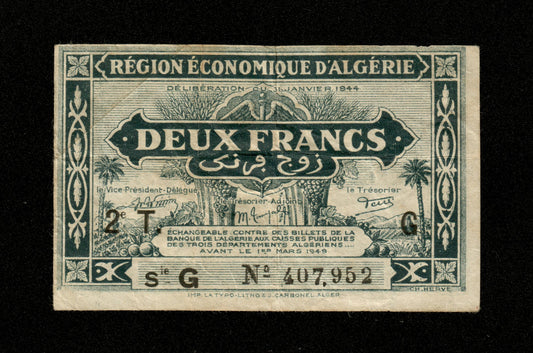 RÉGION ÉCONOMIQUE D'ALGÉRIE
DÉLIBÉRATION DU 31 JANVIER 1944
· DEUX FRANCS ·
زوج فرنك
le Vice-Président-Délégué
le Trésorier-Adjoint
le Trésorier
2e T
G
ÉCHANGEABLE CONTRE DES BILLETS DE LA
BANQUE DE L'ALGÉRIE AUX CAISSES PUBLIQUES
DES TROIS DÉPARTEMENTS ALGÉRIENS....
AVANT LE 1ER MARS 1949
Sie G No 407,952
IMP. LA TYPO-LITHO & J. CARBONEL ALGER
CH. HERVÉ